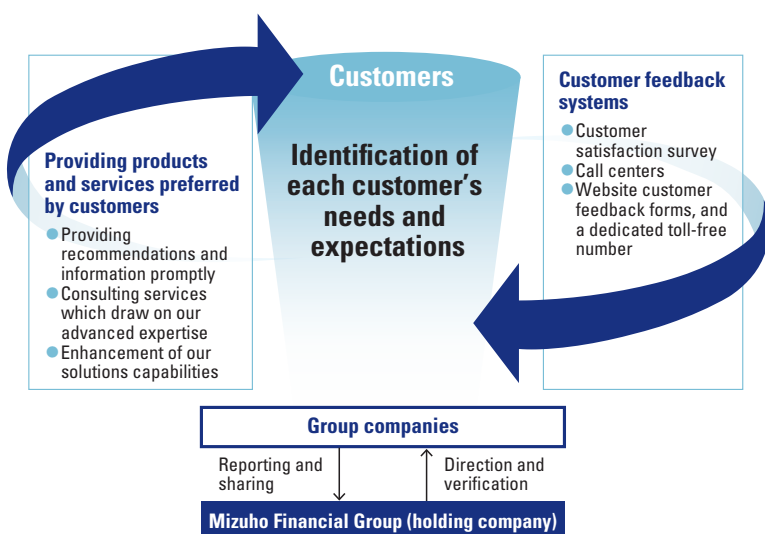 Customers
Identification of
each customer's
needs and
expectations
Providing products
and services preferred
by customers
● Providing
recommendations and
information promptly
● Consulting services
which draw on our
advanced expertise
● Enhancement of our
solutions capabilities
Customer feedback
systems
● Customer
satisfaction survey
● Call centers
● Website customer
feedback forms, and
a dedicated toll-free
number
Group companies
Reporting and
sharing
Direction and
verification
Mizuho Financial Group (holding company)